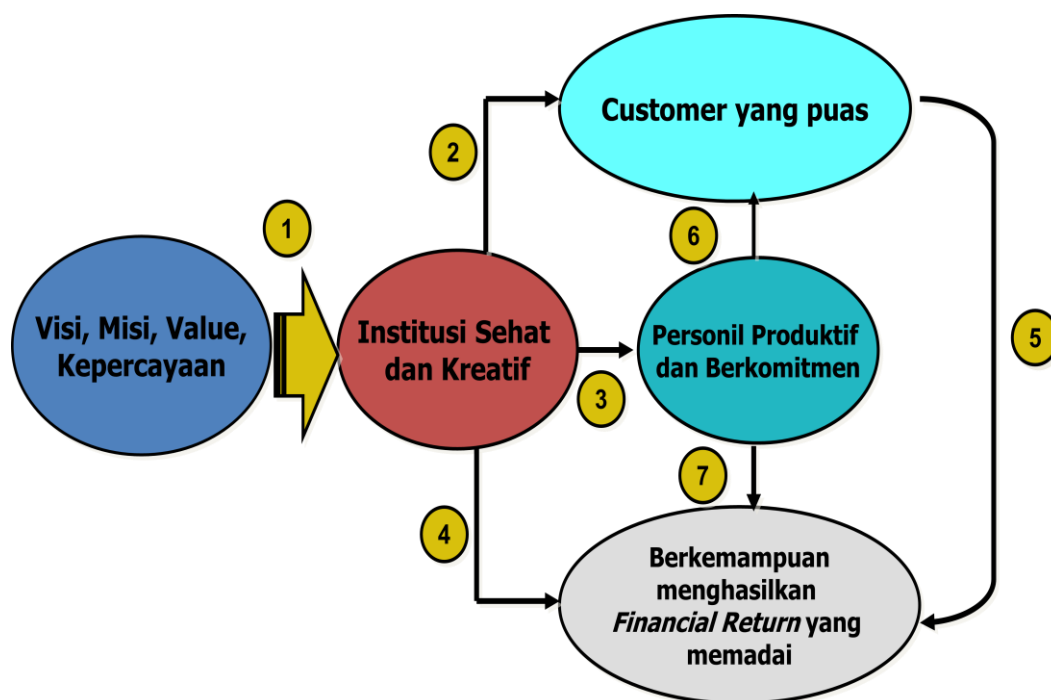 Customer yang puas
2
1
6
Visi, Misi, Value,
Kepercayaan
Institusi Sehat
dan Kreatif
Personil Produktif
dan Berkomitmen
5
3
7
4
Berkemampuan
menghasilkan
Financial Return yang
memadai